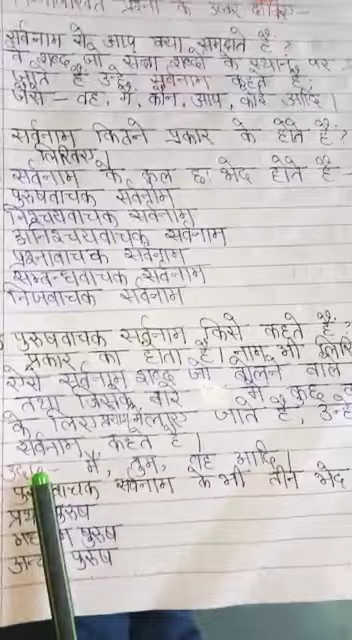 प्रश्नों के उत्तर दीजिए-
सर्वनाम से आप क्या समझते हैं?
वे शब्द जो संज्ञा शब्दों के स्थान पर
जाते हैं उन्हें सर्वनाम कहते हैं।
जैसे - वह, मैं, कौन, आप, कोई आदि।
सर्वनाम कितने प्रकार के होते हैं?
लिखिए।
सर्वनाम के कुल छः भेद होते हैं -
पुरुषवाचक सर्वनाम
निश्चयवाचक सर्वनाम
अनिश्चयवाचक सर्वनाम
प्रश्नवाचक सर्वनाम
सम्बन्धवाचक सर्वनाम
निजवाचक सर्वनाम
पुरुषवाचक सर्वनाम किसे कहते हैं?
प्रकार का होता है। नाम भी
ऐसे सर्वनाम शब्द जो बोलने वाले
तथा जिसके बारे में कुछ
के लिए जाते हैं, उन्हें
सर्वनाम कहते हैं।
मैं, तुम, वह आदि।
सर्वनाम के भी तीन भेद
पुरुष
पुरुष
पुरुष